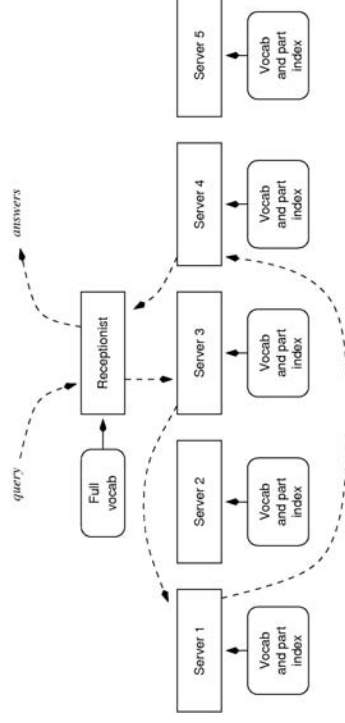 query
answers
Full
vocab
Receptionist
Server 1
Server 2
Server 3
Server 4
Server 5
Vocab
and part
index
Vocab
and part
index
Vocab
and part
index
Vocab
and part
index
Vocab
and part
index